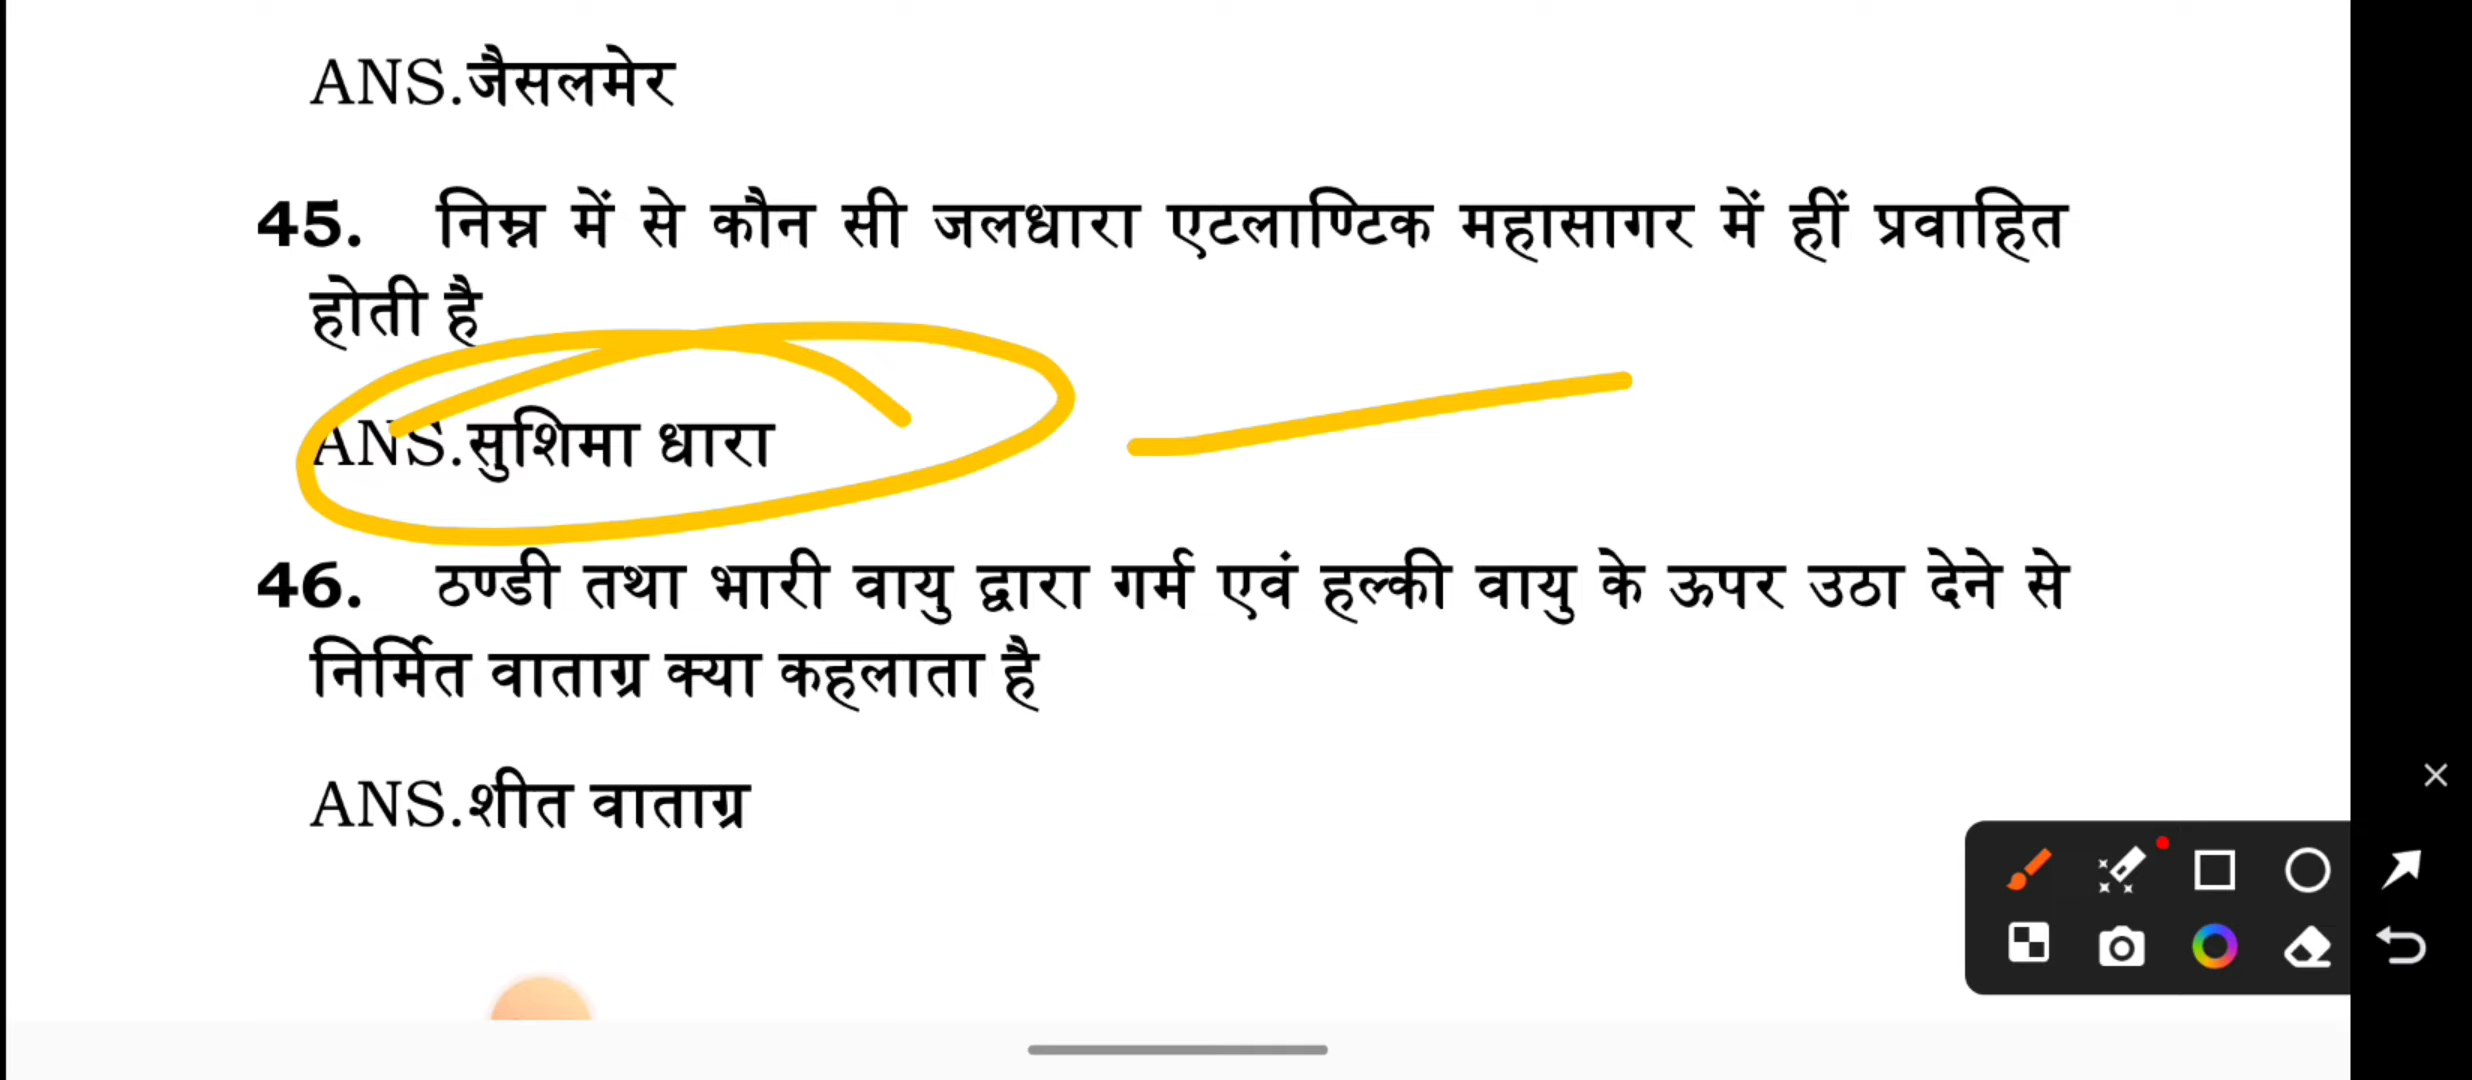 ANS.जैसलमेर
45. निम्न में से कौन सी जलधारा एटलाण्टिक महासागर में हीं प्रवाहित
होती है
ANS.सुशिमा धारा
46. ठण्डी तथा भारी वायु द्वारा गर्म एवं हल्की वायु के ऊपर उठा देने से
निर्मित वाताग्र क्या कहलाता है
ANS.शीत वाताग्र